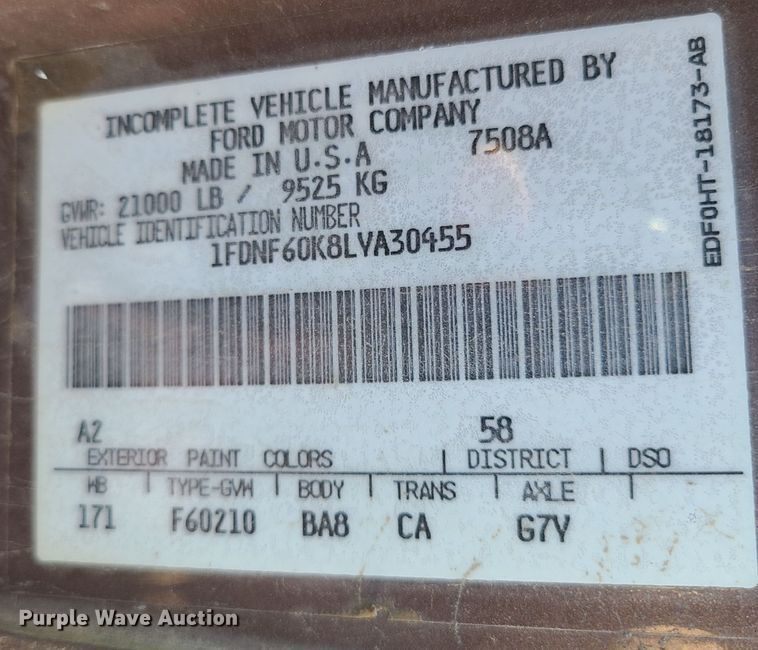 INCOMPLETE VEHICLE MANUFACTURED BY
FORD MOTOR COMPANY
7508A
MADE IN U.S.A
GVWR: 21000 LB / 9525 KG
VEHICLE IDENTIFICATION NUMBER
1FDNF60K8LVA30455
EDF0HT-18173-AB
A2 58
EXTERIOR PAINT COLORS | DISTRICT | DSO
WB | TYPE-GVW | BODY | TRANS | AXLE |
171 F60210 BA8 CA G7Y
Purple Wave Auction